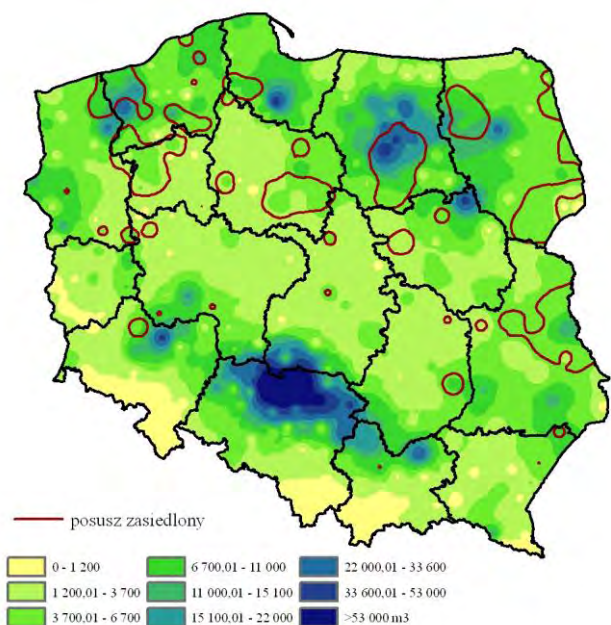 posusz zasiedlony
0 - 1 200
1 200,01 - 3 700
3 700,01 - 6 700
6 700,01 - 11 000
11 000,01 - 15 100
15 100,01 - 22 000
22 000,01 - 33 600
33 600,01 - 53 000
>53 000 m3